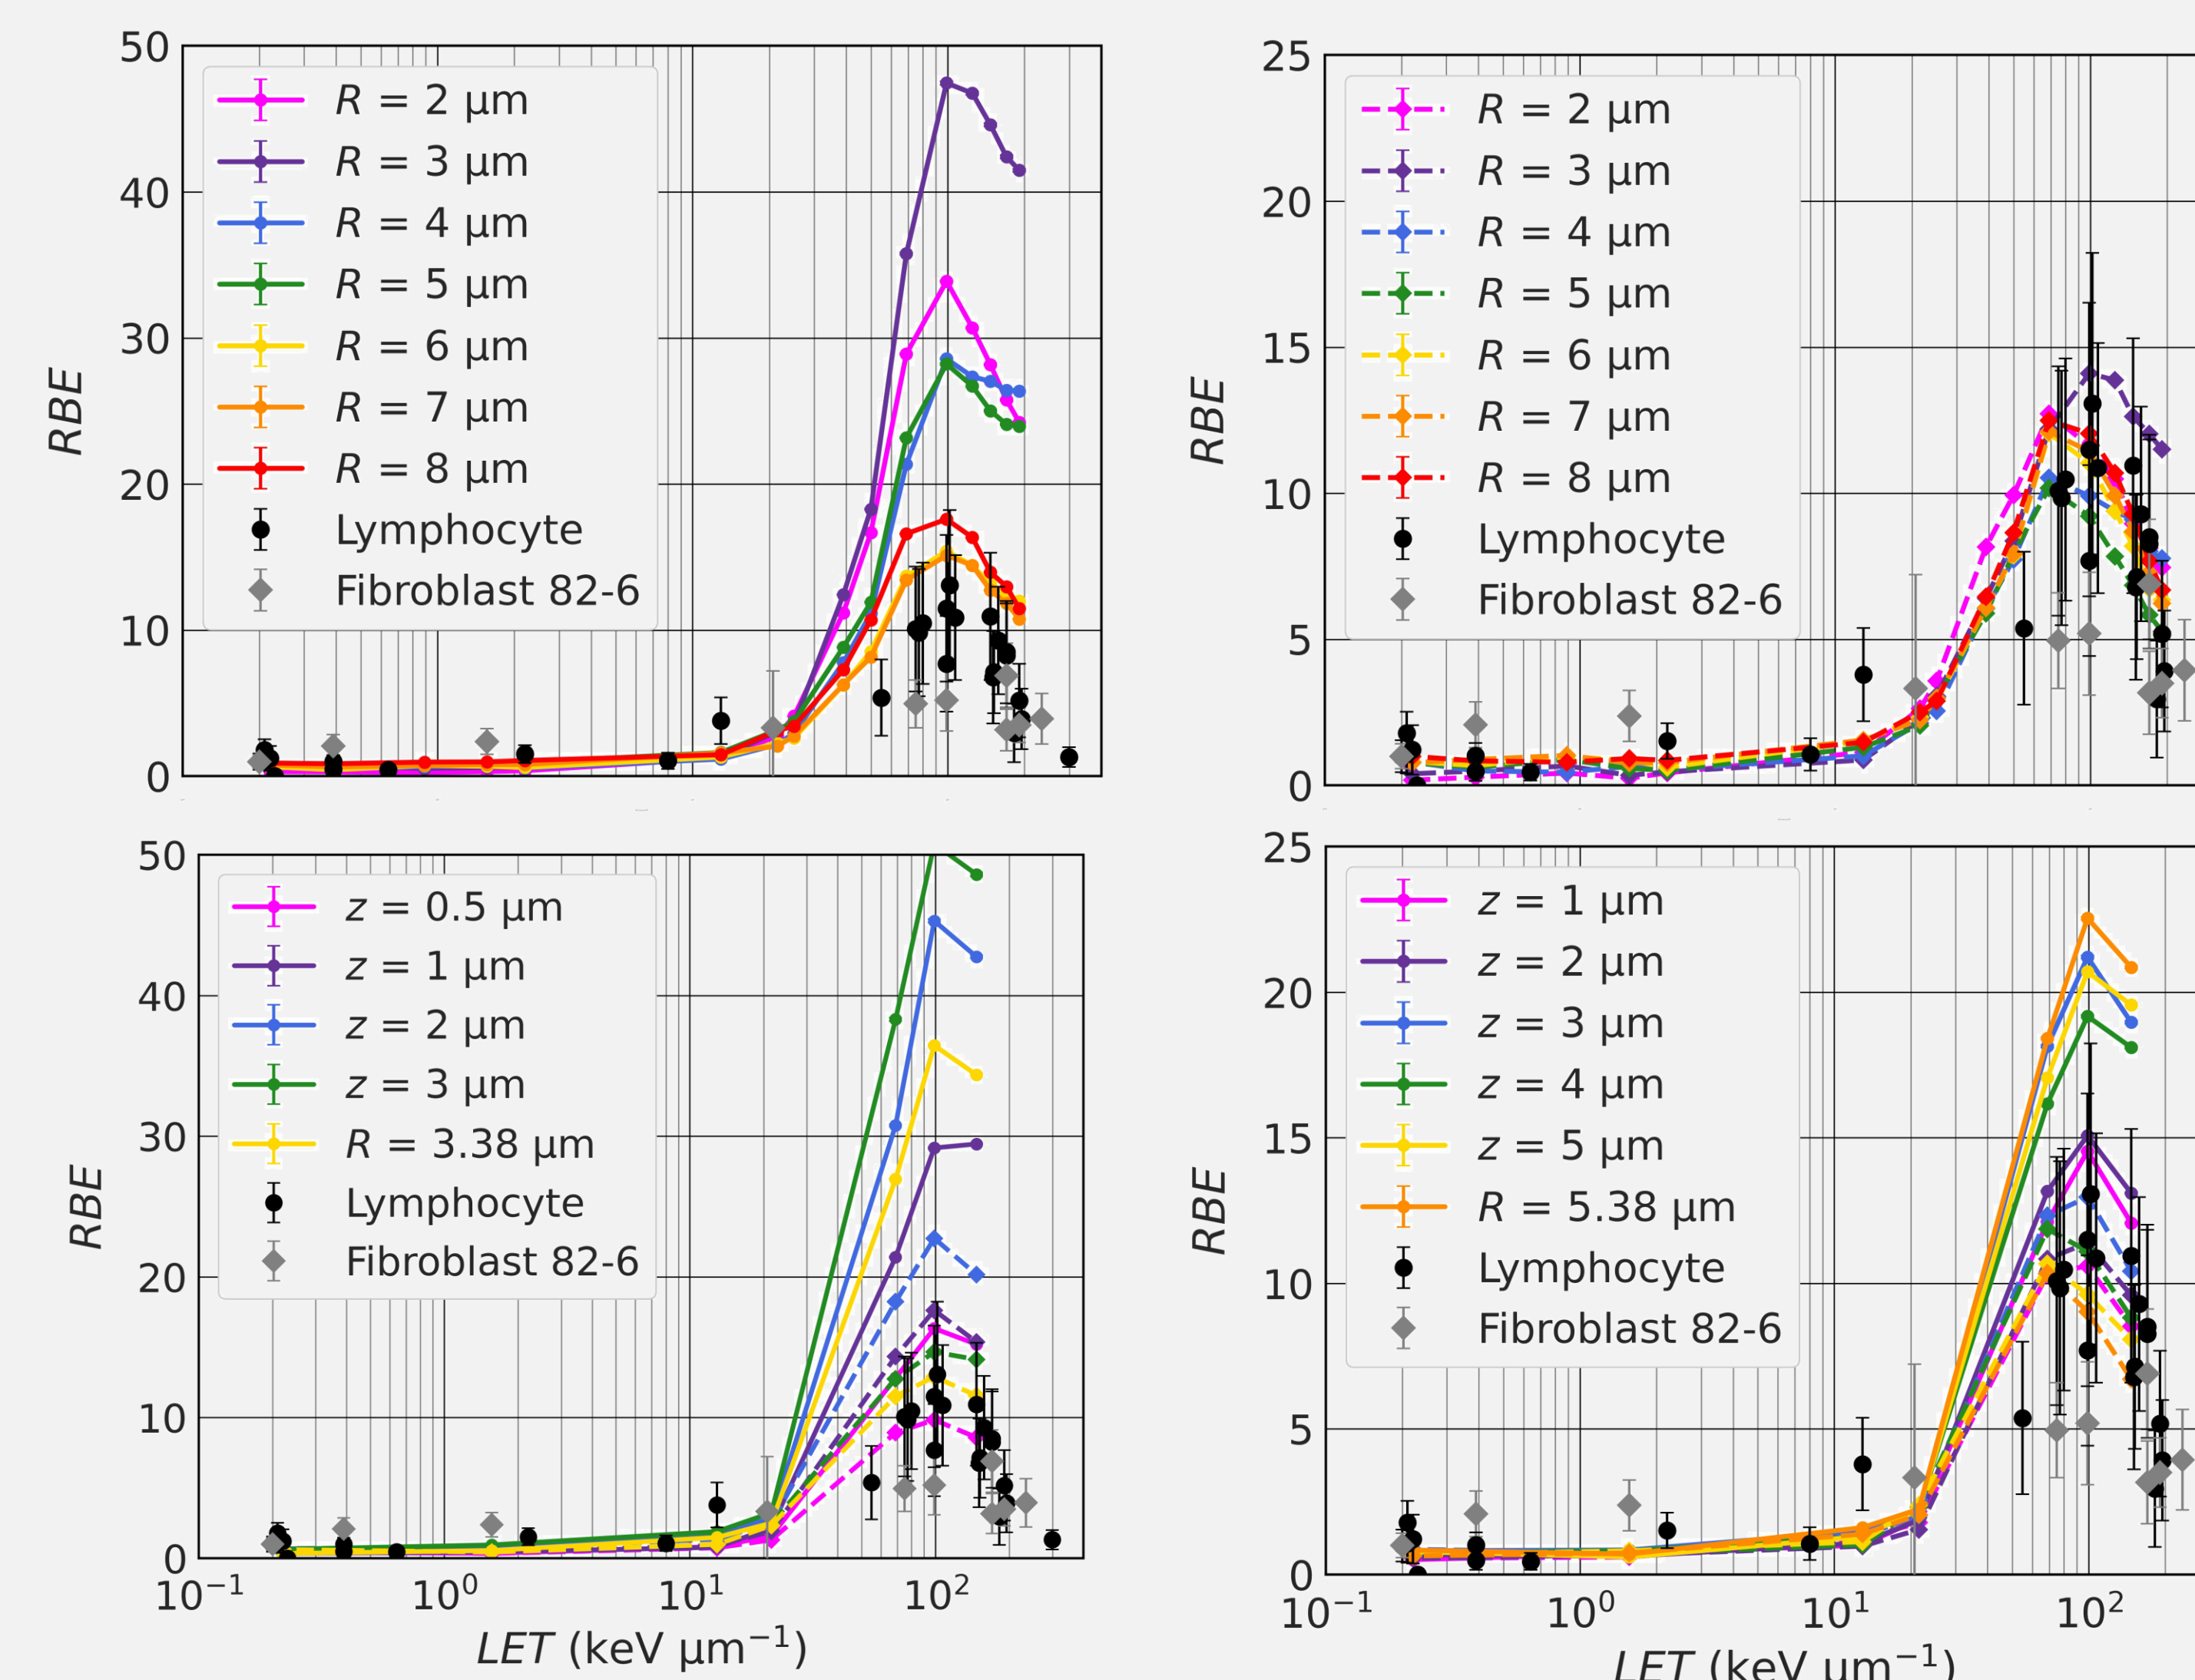 50
40
30
20
10
0
RBE
R = 2 µm
R = 3 µm
R = 4 µm
R = 5 µm
R = 6 µm
R = 7 µm
R = 8 µm
Lymphocyte
Fibroblast 82-6
25
20
15
10
5
0
RBE
R = 2 µm
R = 3 µm
R = 4 µm
R = 5 µm
R = 6 µm
R = 7 µm
R = 8 µm
Lymphocyte
Fibroblast 82-6
50
40
30
20
10
0
RBE
z = 0.5 µm
z = 1 µm
z = 2 µm
z = 3 µm
R = 3.38 µm
Lymphocyte
Fibroblast 82-6
10⁻¹ 10⁰ 10¹ 10²
LET (keV µm⁻¹)
25
20
15
10
5
0
RBE
z = 1 µm
z = 2 µm
z = 3 µm
z = 4 µm
z = 5 µm
R = 5.38 µm
Lymphocyte
Fibroblast 82-6
10⁻¹ 10⁰ 10¹ 10²
LET (keV µm⁻¹)